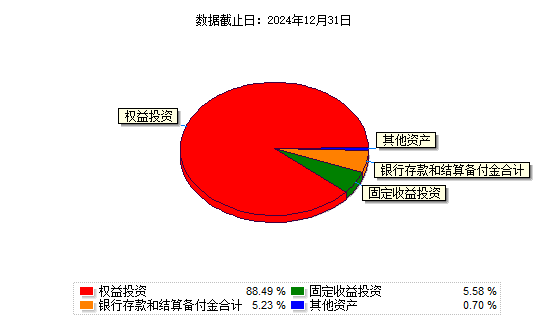 数据截止日：2024年12月31日
权益投资
其他资产
银行存款和结算备付金合计
固定收益投资
权益投资 88.49 % 固定收益投资 5.58 %
银行存款和结算备付金合计 5.23 % 其他资产 0.70 %